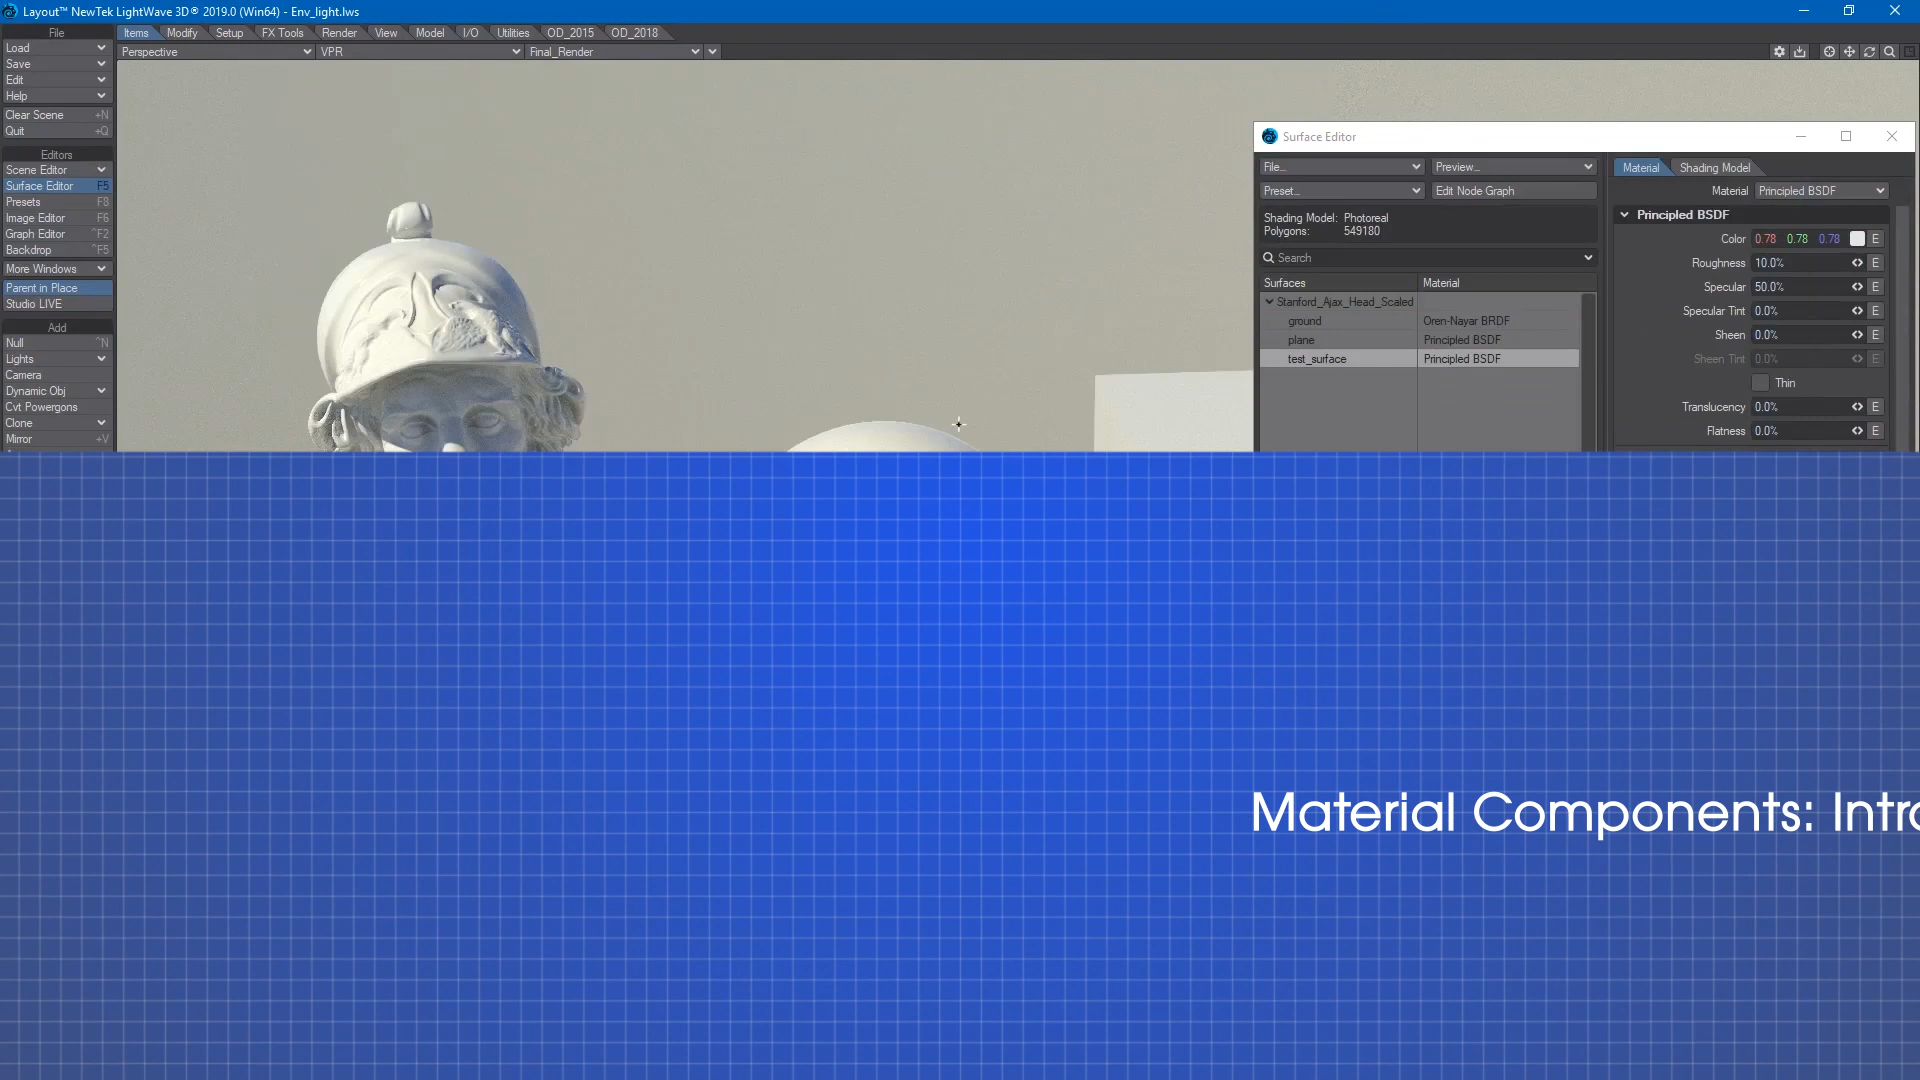 Layout™ NewTek LightWave 3D® 2019.0 (Win64) - Env_light.lws
File
Items Modify Setup FX Tools Render View Model I/O Utilities OD_2015 OD_2018
Load
Perspective VPR Final_Render
Save
Edit
Help
Clear Scene +N
Quit +Q
Editors
Scene Editor
Surface Editor F5
Presets F8
Image Editor F6
Graph Editor ^F2
Backdrop ^F5
More Windows
Parent in Place
Studio LIVE
Add
Null ^N
Lights
Camera
Dynamic Obj
Cvt Powergons
Clone
Mirror +V
Surface Editor
File... Preview...
Preset... Edit Node Graph
Shading Model: Photoreal
Polygons: 549180
Search
Surfaces Material
Stanford_Ajax_Head_Scaled
ground Oren-Nayar BRDF
plane Principled BSDF
test_surface Principled BSDF
Material Shading Model
Material Principled BSDF
Principled BSDF
Color 0.78 0.78 0.78 E
Roughness 10.0% E
Specular 50.0% E
Specular Tint 0.0% E
Sheen 0.0% E
Sheen Tint 0.0% E
Thin
Translucency 0.0% E
Flatness 0.0% E
Material Components: Intro